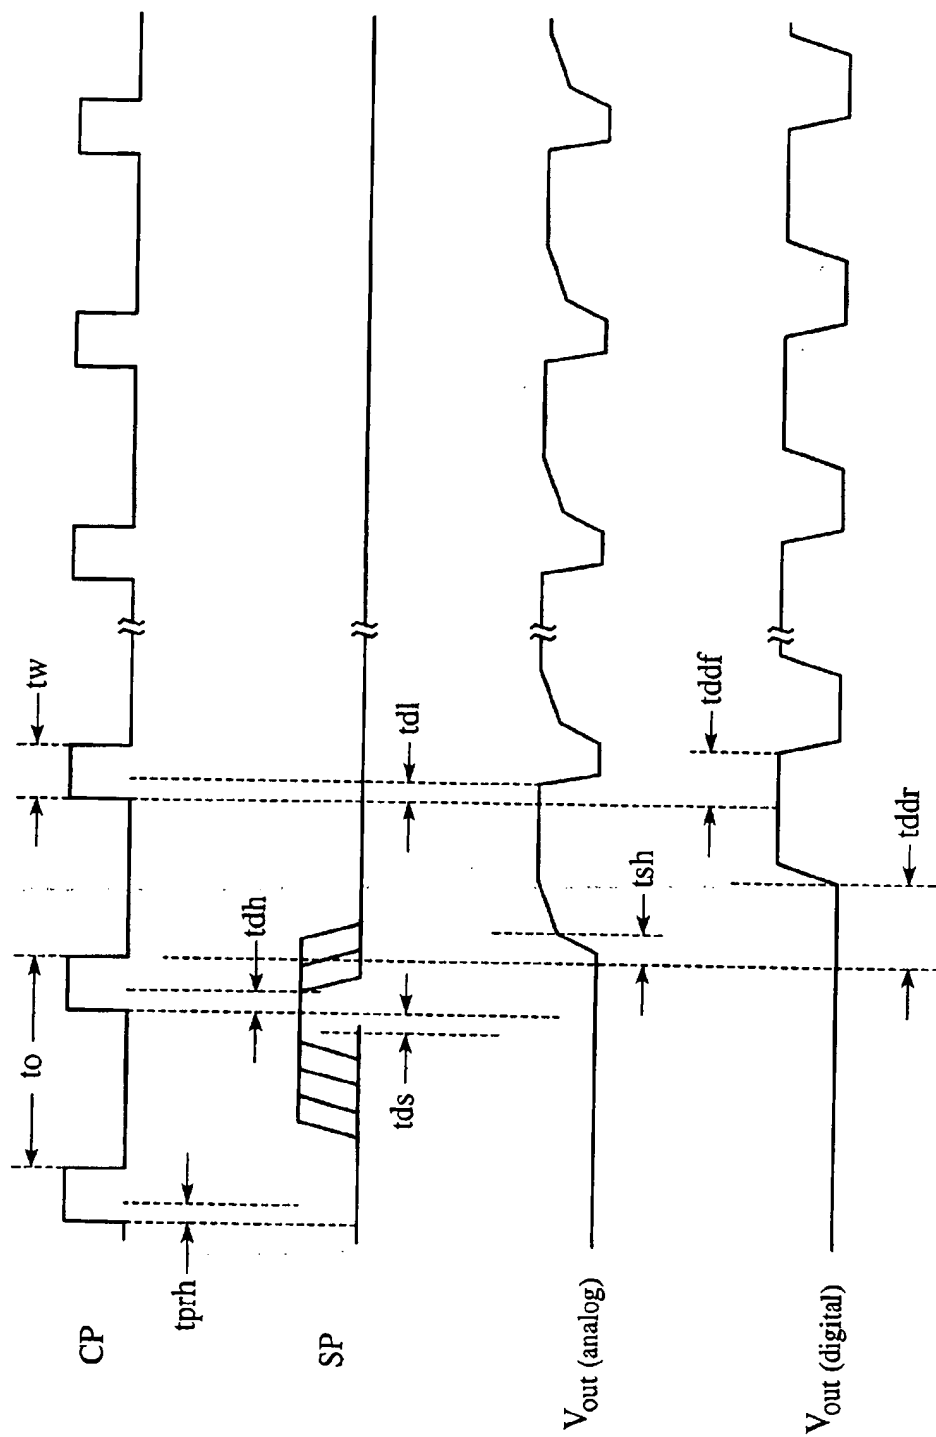 CP
tprh
to
tw
SP
tds
tdh
tdl
Vout (analog)
tsh
Vout (digital)
tddr
tddf